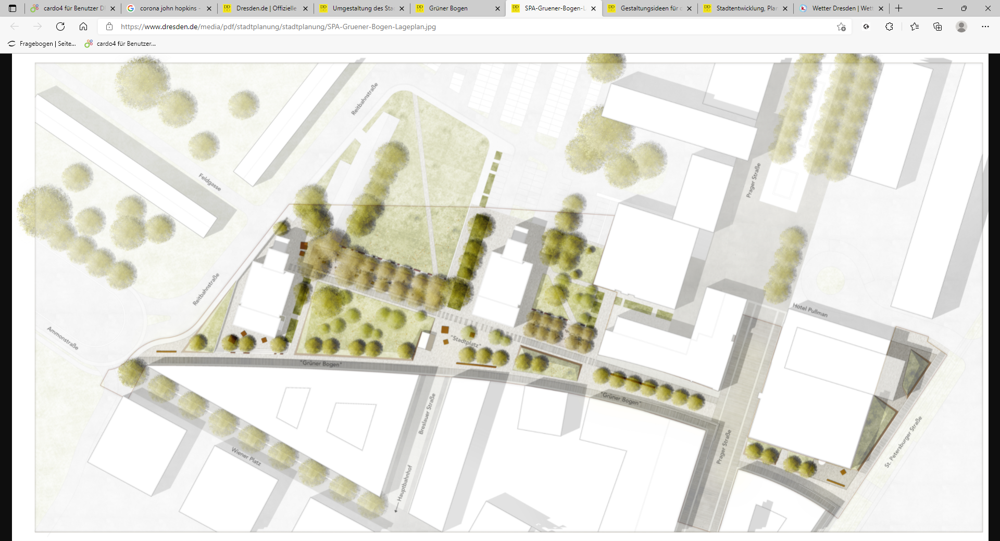 cardo4 für Benutzer D
corona john hopkins -
Dresden.de | Offizielle
Umgestaltung des Sta
Grüner Bogen
SPA-Gruener-Bogen-L
Gestaltungsideen für
Stadtentwicklung, Plan
Wetter Dresden | Wett
https://www.dresden.de/media/pdf/stadtplanung/stadtplanung/SPA-Gruener-Bogen-Lageplan.jpg
Fragebogen | Seite...
cardo4 für Benutzer...
Reitbahnstraße
Feldgasse
Prager Straße
Reitbahnstraße
Hotel Pullman
Ammonstraße
"Stadtplatz"
"Grüner Bogen"
"Grüner Bogen"
Breslauer Straße
Prager Straße
St. Petersburger Straße
Wiener Platz
Hauptbahnhof